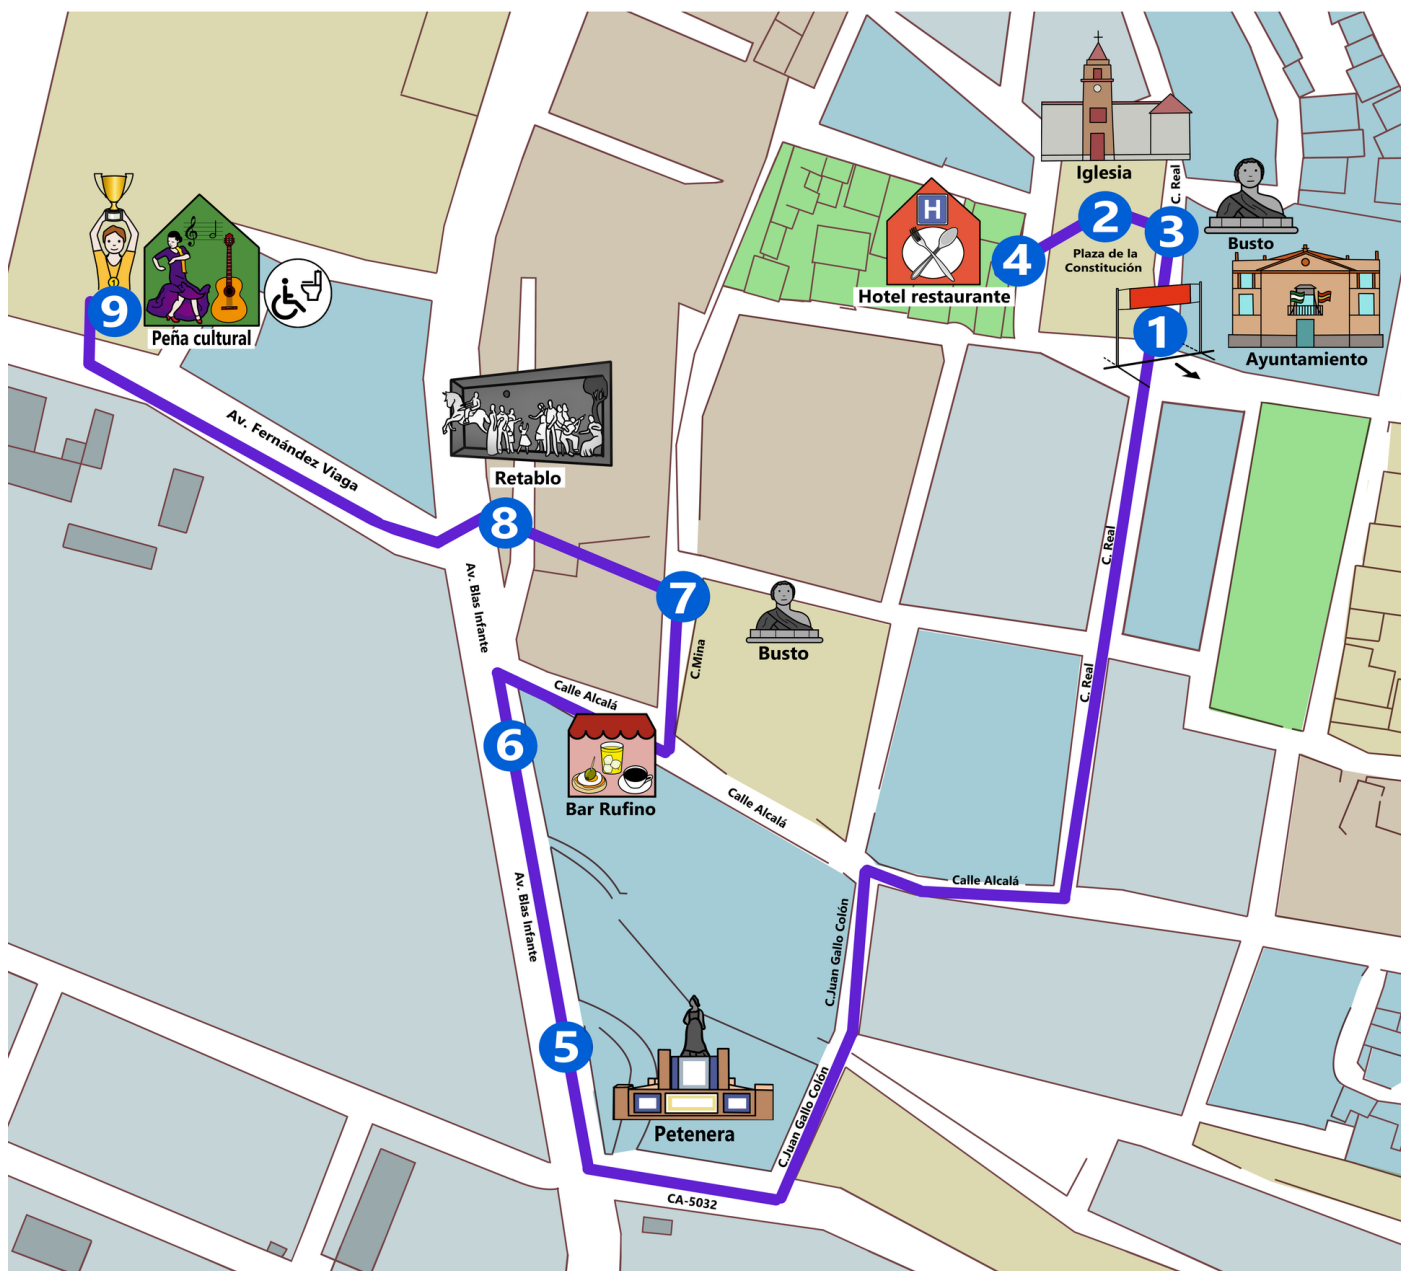 Iglesia
C. Real
H
2
3
Busto
4
Plaza de la
Constitución
Hotel restaurante
1
Ayuntamiento
1
9
Peña cultural
Av. Fernández Viaga
Retablo
8
C. Real
Av. Blas Infante
7
Busto
C.Mina
C. Real
Calle Alcalá
6
Bar Rufino
Calle Alcalá
Calle Alcalá
Av. Blas Infante
C.Juan Gallo Colón
5
Petenera
C.Juan Gallo Colón
CA-5032